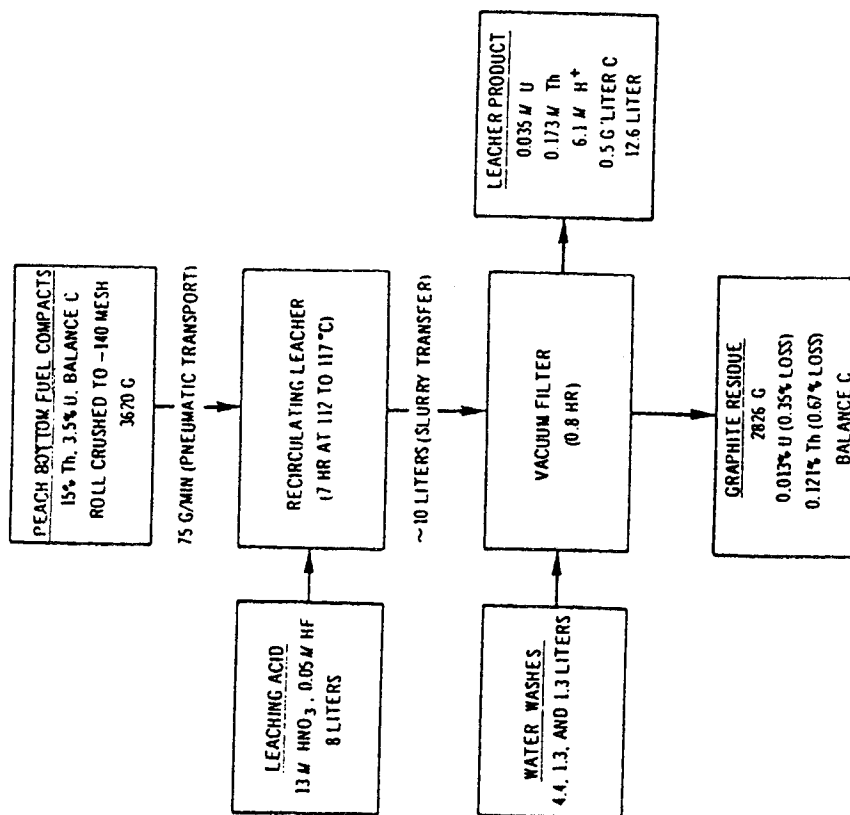 PEACH BOTTOM FUEL COMPACTS
15% Th, 3.5% U, BALANCE C
ROLL CRUSHED TO -140 MESH
3670 G
75 G/MIN (PNEUMATIC TRANSPORT)
LEACHING ACID
13 M HNO3, 0.05 M HF
8 LITERS
RECIRCULATING LEACHER
(7 HR AT 112 TO 117°C)
~10 LITERS (SLURRY TRANSFER)
WATER WASHES
4.4, 1.3, AND 1.3 LITERS
VACUUM FILTER
(0.8 HR)
LEACHER PRODUCT
0.035 M U
0.173 M Th
6.1 M H+
0.5 G/LITER C
12.6 LITER
GRAPHITE RESIDUE
2826 G
0.013% U (0.35% LOSS)
0.121% Th (0.67% LOSS)
BALANCE C